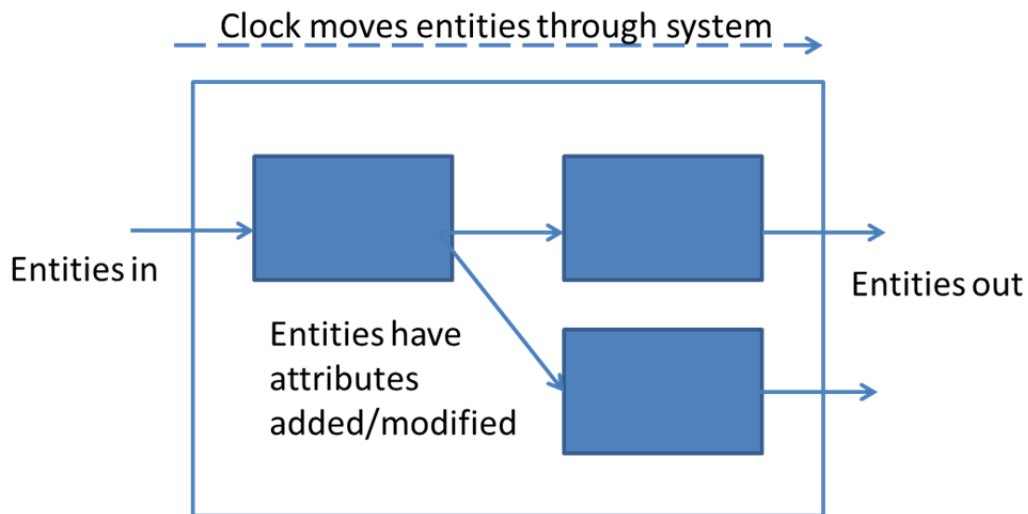 Clock moves entities through system
Entities in
Entities out
Entities have
attributes
added/modified